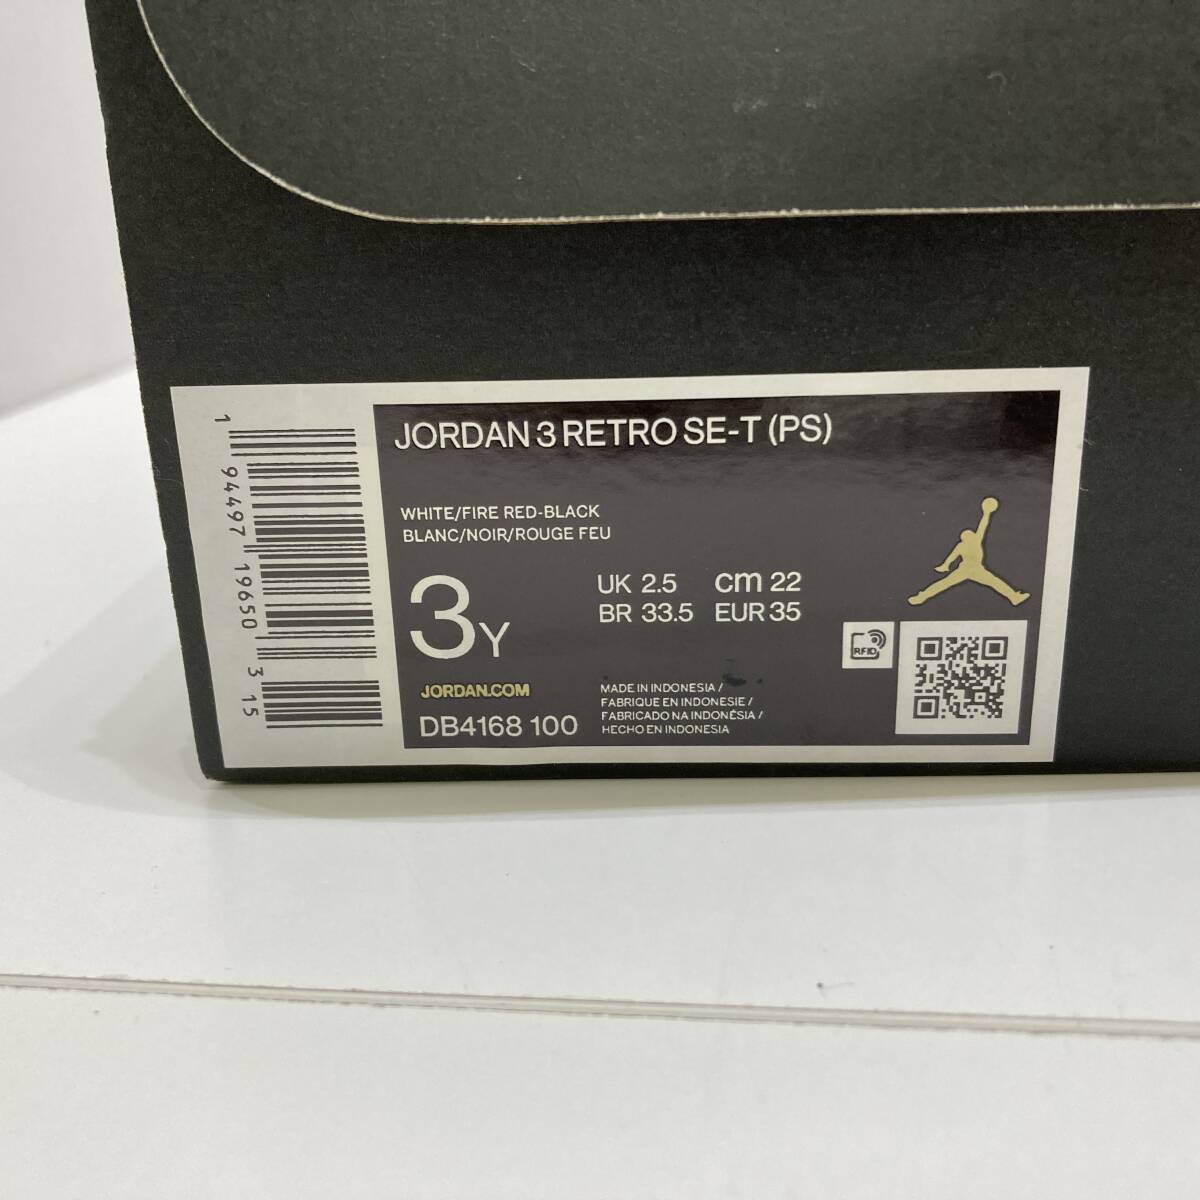 JORDAN 3 RETRO SE-T (PS)
WHITE/FIRE RED-BLACK
BLANC/NOIR/ROUGE FEU
3Y
UK 2.5 cm 22
BR 33.5 EUR 35
JORDAN.COM
DB4168 100
MADE IN INDONESIA /
FABRIQUE EN INDONESIE /
FABRICADO NA INDONÉSIA /
HECHO EN INDONESIA
RFID
1 94497 19650 3 15